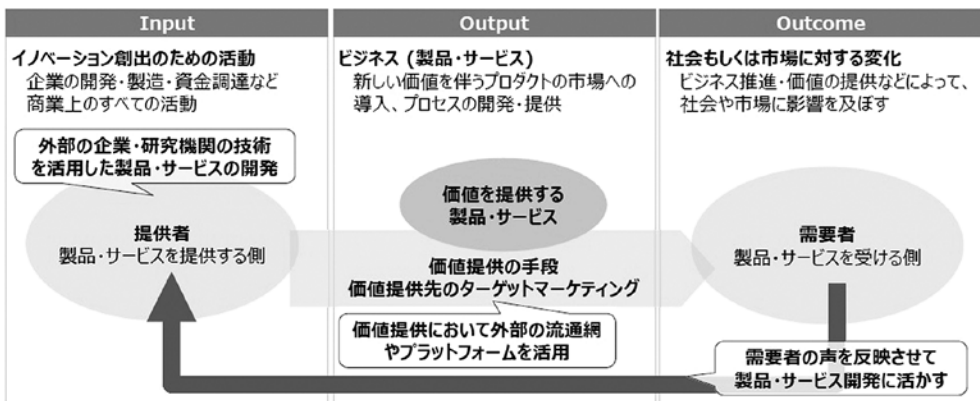 Input
イノベーション創出のための活動
企業の開発・製造・資金調達など
商業上のすべての活動
外部の企業・研究機関の技術
を活用した製品・サービスの開発
提供者
製品・サービスを提供する側
Output
ビジネス (製品・サービス)
新しい価値を伴うプロダクトの市場への
導入、プロセスの開発・提供
価値を提供する
製品・サービス
価値提供の手段
価値提供先のターゲットマーケティング
価値提供において外部の流通網
やプラットフォームを活用
Outcome
社会もしくは市場に対する変化
ビジネス推進・価値の提供などによって、
社会や市場に影響を及ぼす
需要者
製品・サービスを受ける側
需要者の声を反映させて
製品・サービス開発に活かす